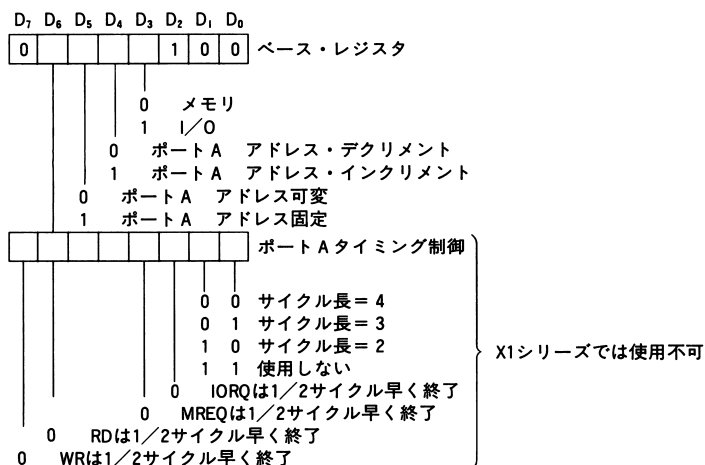 D₇ D₆ D₅ D₄ D₃ D₂ D₁ D₀
0 1 0 0 ベース・レジスタ
0 メモリ
1 I/O
0 ポートA アドレス・デクリメント
1 ポートA アドレス・インクリメント
0 ポートA アドレス可変
1 ポートA アドレス固定
ポートAタイミング制御
0 0 サイクル長=4
0 1 サイクル長=3
1 0 サイクル長=2
1 1 使用しない
X1シリーズでは使用不可
0 IORQは1/2サイクル早く終了
0 MREQは1/2サイクル早く終了
0 RDは1/2サイクル早く終了
0 WRは1/2サイクル早く終了